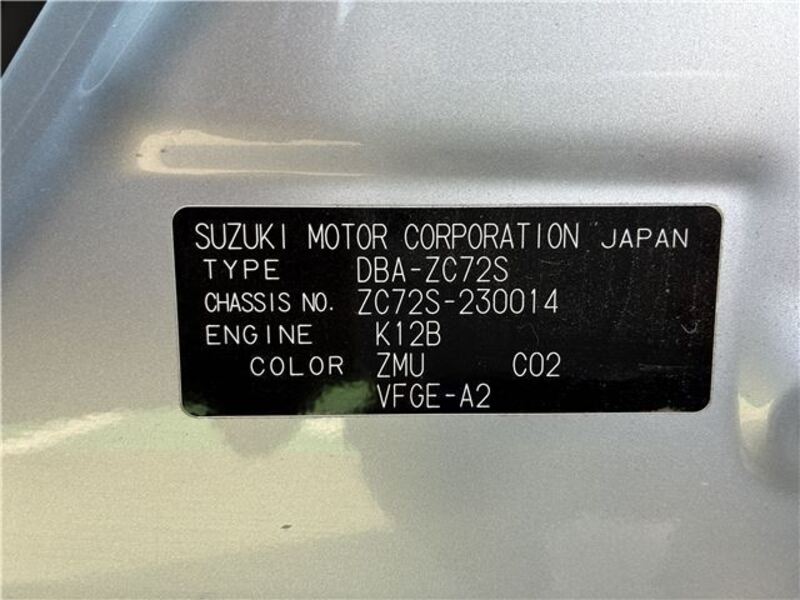 SUZUKI MOTOR CORPORATION JAPAN
TYPE DBA-ZC72S
CHASSIS NO. ZC72S-230014
ENGINE K12B
COLOR ZMU C02
VFGE-A2